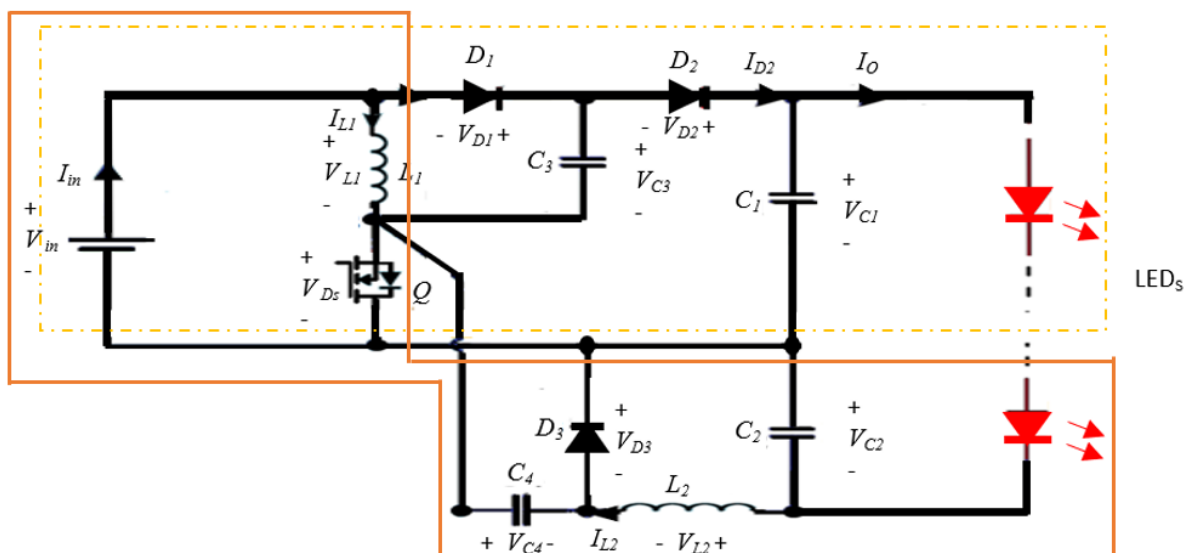 D1
D2
ID2
IO
IL1
- VD1 +
- VD2 +
+
VL1
-
L1
C3
+
VC3
-
Iin
C1
+
VC1
-
+
Vin
-
+
VDs
-
Q
LEDS
D3
+
VD3
-
C2
+
VC2
-
C4
L2
+ VC4 -
IL2
- VL2 +